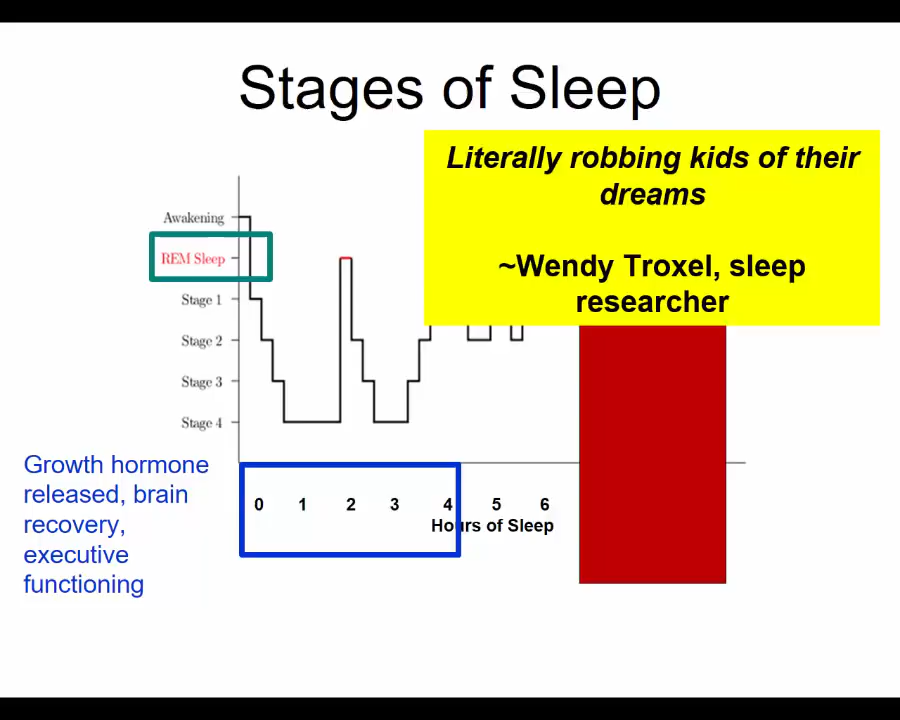 Stages of Sleep
Literally robbing kids of their
dreams
~Wendy Troxel, sleep
researcher
Awakening
REM Sleep
Stage 1
Stage 2
Stage 3
Stage 4
Growth hormone
released, brain
recovery,
executive
functioning
0 1 2 3 4 5 6
Hours of Sleep